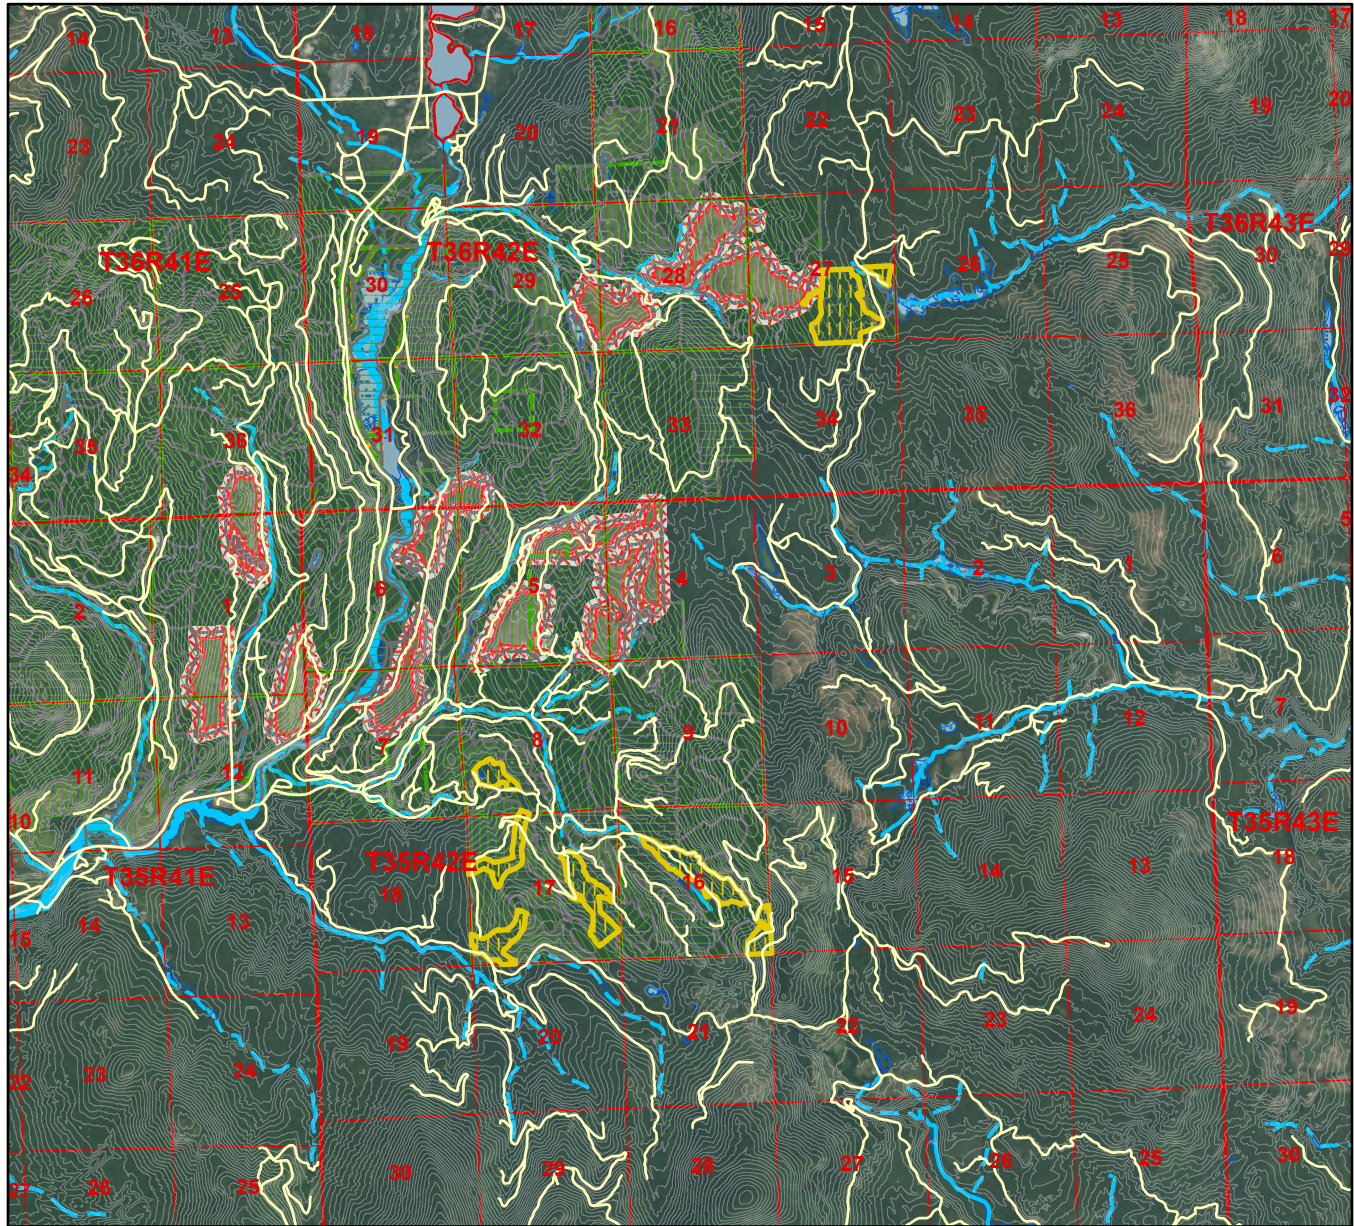 14 13 18 17 16 15 14 13 18 17
23 24 19 20 21 22 23 24 19 20
T36R41E T36R42E T36R43E
26 25 30 29 28 27 26 25 30 29
34 35 36 31 32 33 34 35 36 31 32
2 1 6 5 4 3 2 1 6 5
10 11 12 7 8 9 10 11 12 7
T35R41E T35R42E T35R43E
15 14 13 18 17 16 15 14 13 18
22 23 24 19 20 21 22 23 24 19
27 26 25 30 29 28 27 26 25 30